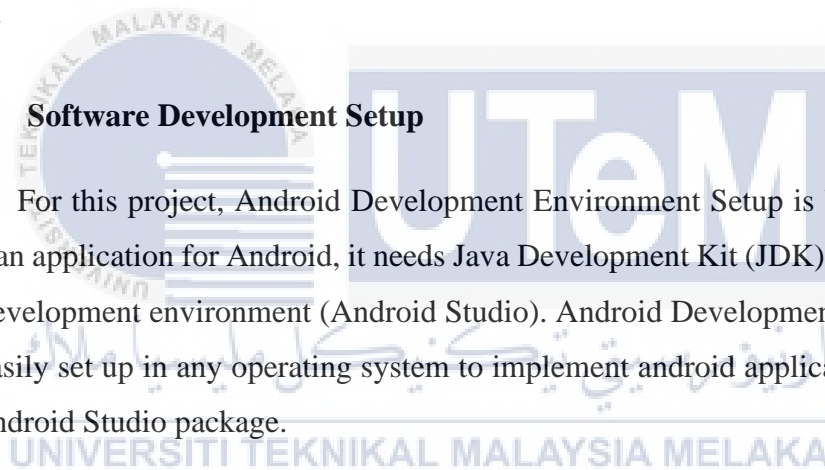 Software Development Setup
For this project, Android Development Environment Setup is
an application for Android, it needs Java Development Kit (JDK)
evelopment environment (Android Studio). Android Developmen
asily set up in any operating system to implement android applica
ndroid Studio package.
UTeM
UNIVERSITI TEKNIKAL MALAYSIA MELAKA